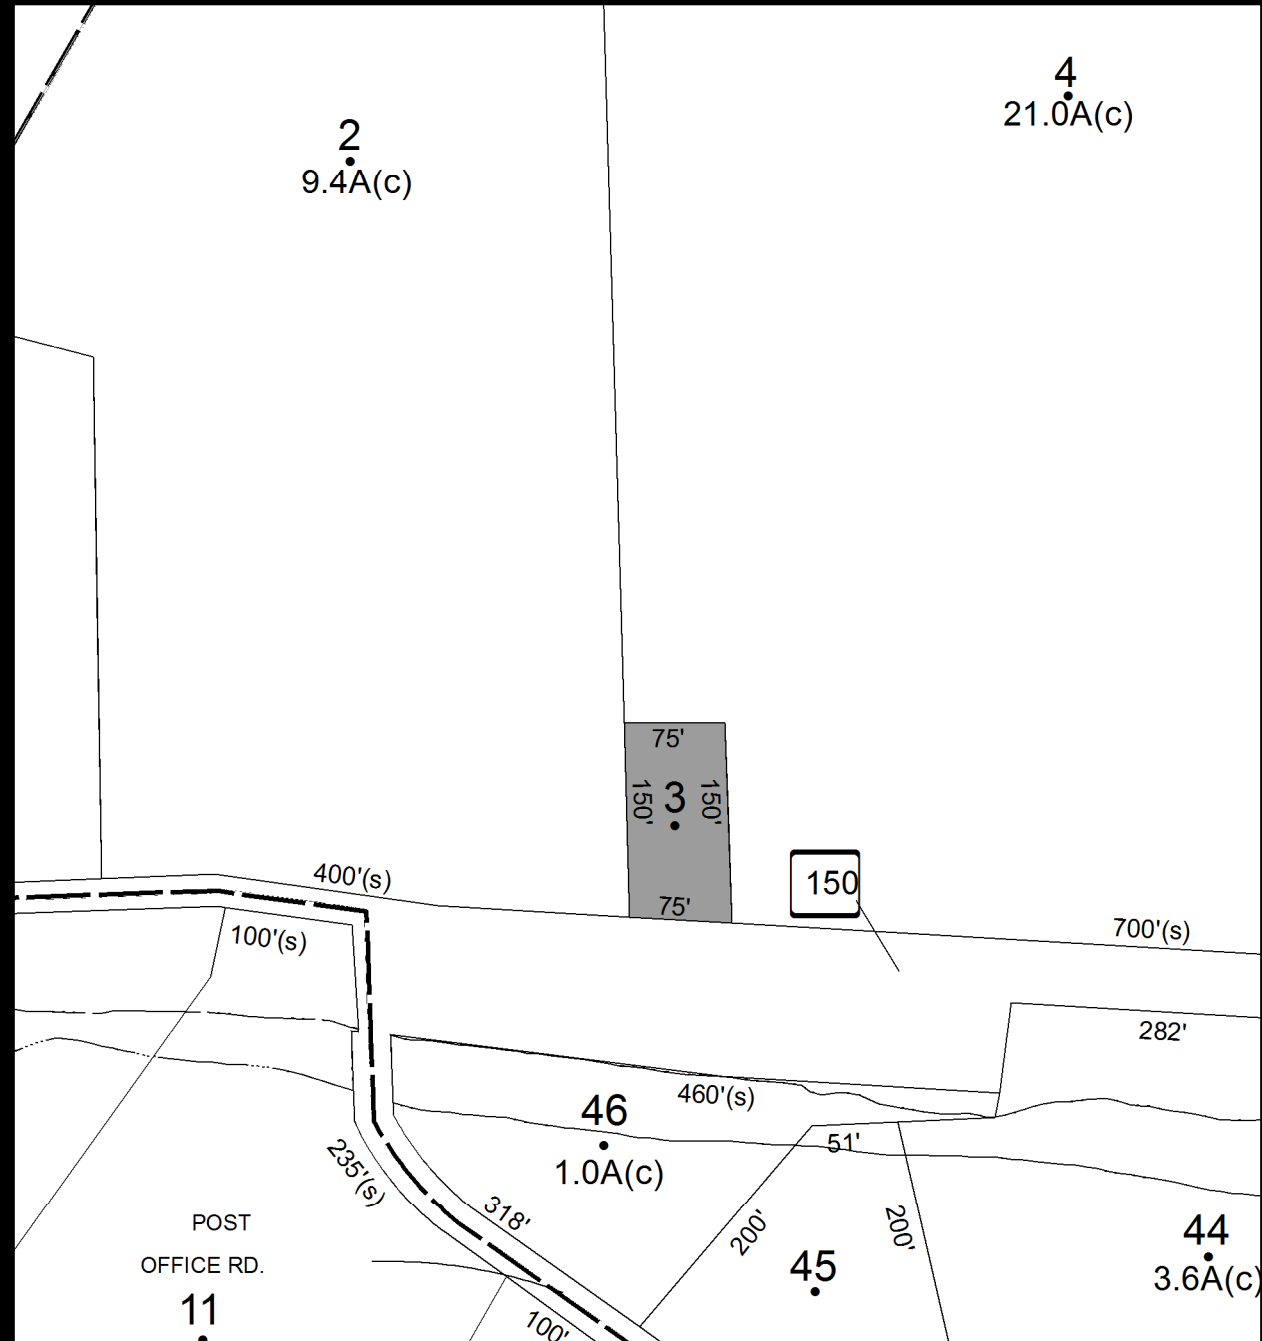 4
21.0A(c)
2
9.4A(c)
75'
150'
3
150'
75'
400'(s)
150
700'(s)
100'(s)
282'
460'(s)
46
1.0A(c)
51'
235'(s)
318'
200'
200'
POST
OFFICE RD.
44
3.6A(c)
45
11
100'